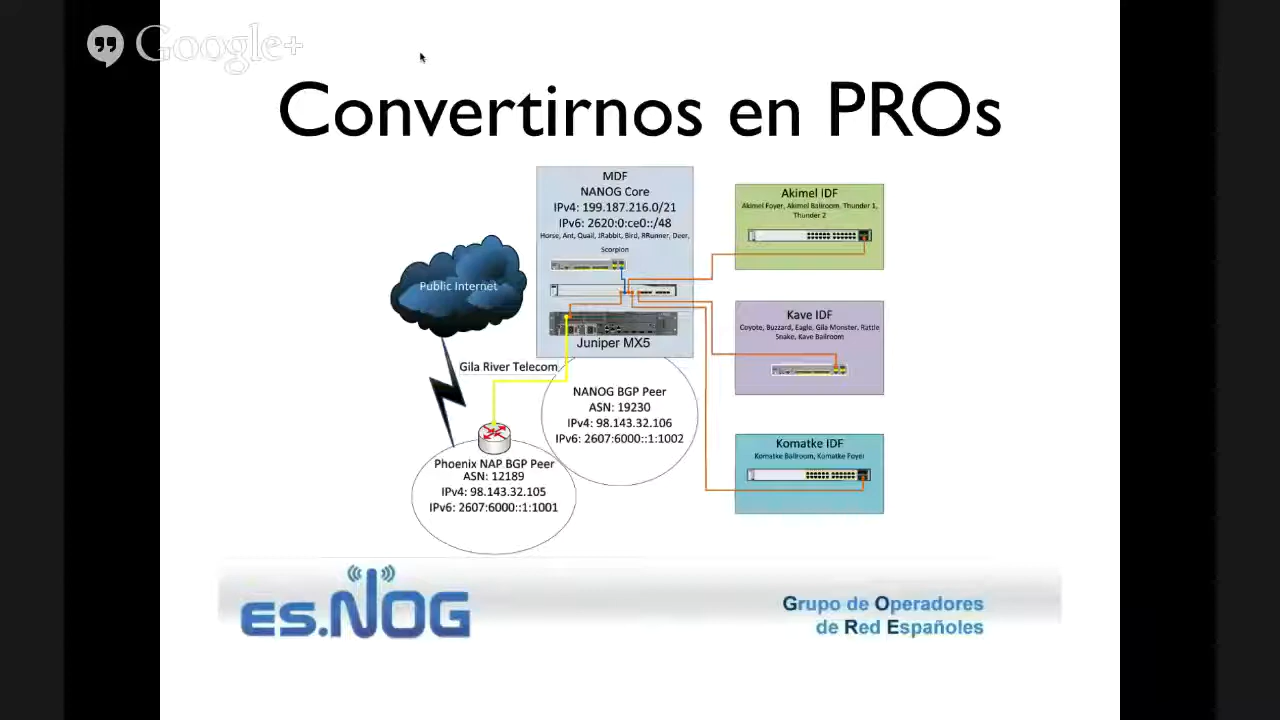 Google+
Convertirnos en PROs
MDF
NANOG Core
IPv4: 199.187.216.0/21
IPv6: 2620:0:ce0::/48
Horse, Ant, Quail, JRabbit, Bird, RRunner, Deer,
Scorpion
Juniper MX5
Akimel IDF
Akimel Foyer, Akimel Ballroom, Thunder 1,
Thunder 2
Public Internet
Kave IDF
Coyote, Buzzard, Eagle, Gila Monster, Rattle
Snake, Kave Ballroom
Gila River Telecom
NANOG BGP Peer
ASN: 19230
IPv4: 98.143.32.106
IPv6: 2607:6000::1:1002
Komatke IDF
Komatke Ballroom, Komatke Foyer
Phoenix NAP BGP Peer
ASN: 12189
IPv4: 98.143.32.105
IPv6: 2607:6000::1:1001
es.NOG
Grupo de Operadores
de Red Españoles